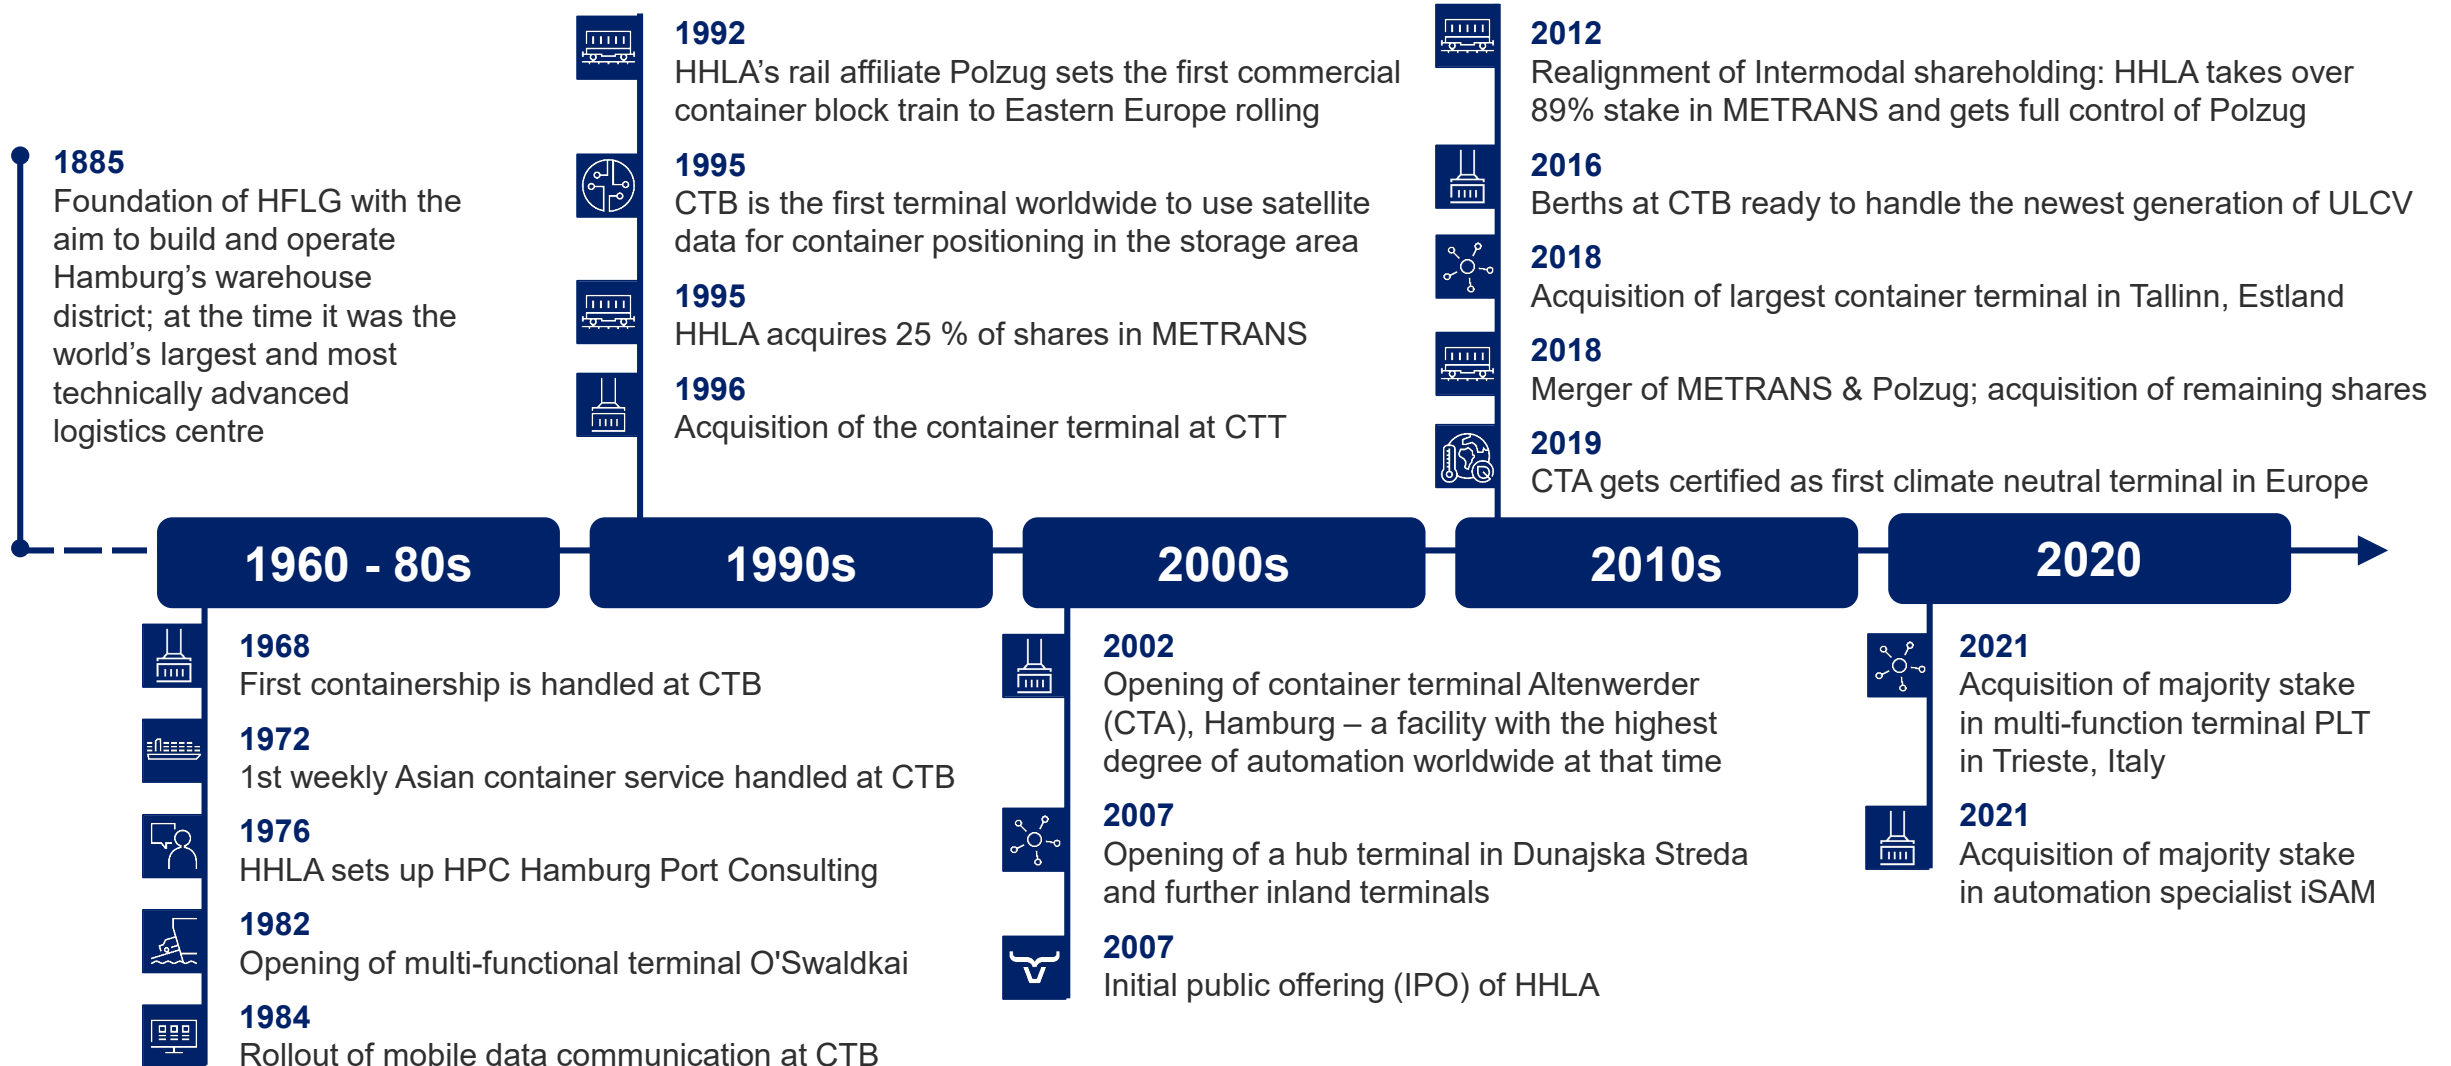 1885
Foundation of HFLG with the
aim to build and operate
Hamburg’s warehouse
district; at the time it was the
world’s largest and most
technically advanced
logistics centre
1960 - 80s
1968
First containership is handled at CTB
1972
1st weekly Asian container service handled at CTB
1976
HHLA sets up HPC Hamburg Port Consulting
1982
Opening of multi-functional terminal O'Swaldkai
1984
Rollout of mobile data communication at CTB
1990s
1992
HHLA’s rail affiliate Polzug sets the first commercial
container block train to Eastern Europe rolling
1995
CTB is the first terminal worldwide to use satellite
data for container positioning in the storage area
1995
HHLA acquires 25 % of shares in METRANS
1996
Acquisition of the container terminal at CTT
2000s
2002
Opening of container terminal Altenwerder
(CTA), Hamburg – a facility with the highest
degree of automation worldwide at that time
2007
Opening of a hub terminal in Dunajska Streda
and further inland terminals
2007
Initial public offering (IPO) of HHLA
2010s
2012
Realignment of Intermodal shareholding: HHLA takes over
89% stake in METRANS and gets full control of Polzug
2016
Berths at CTB ready to handle the newest generation of ULCV
2018
Acquisition of largest container terminal in Tallinn, Estland
2018
Merger of METRANS & Polzug; acquisition of remaining shares
2019
CTA gets certified as first climate neutral terminal in Europe
2020
2021
Acquisition of majority stake
in multi-function terminal PLT
in Trieste, Italy
2021
Acquisition of majority stake
in automation specialist iSAM